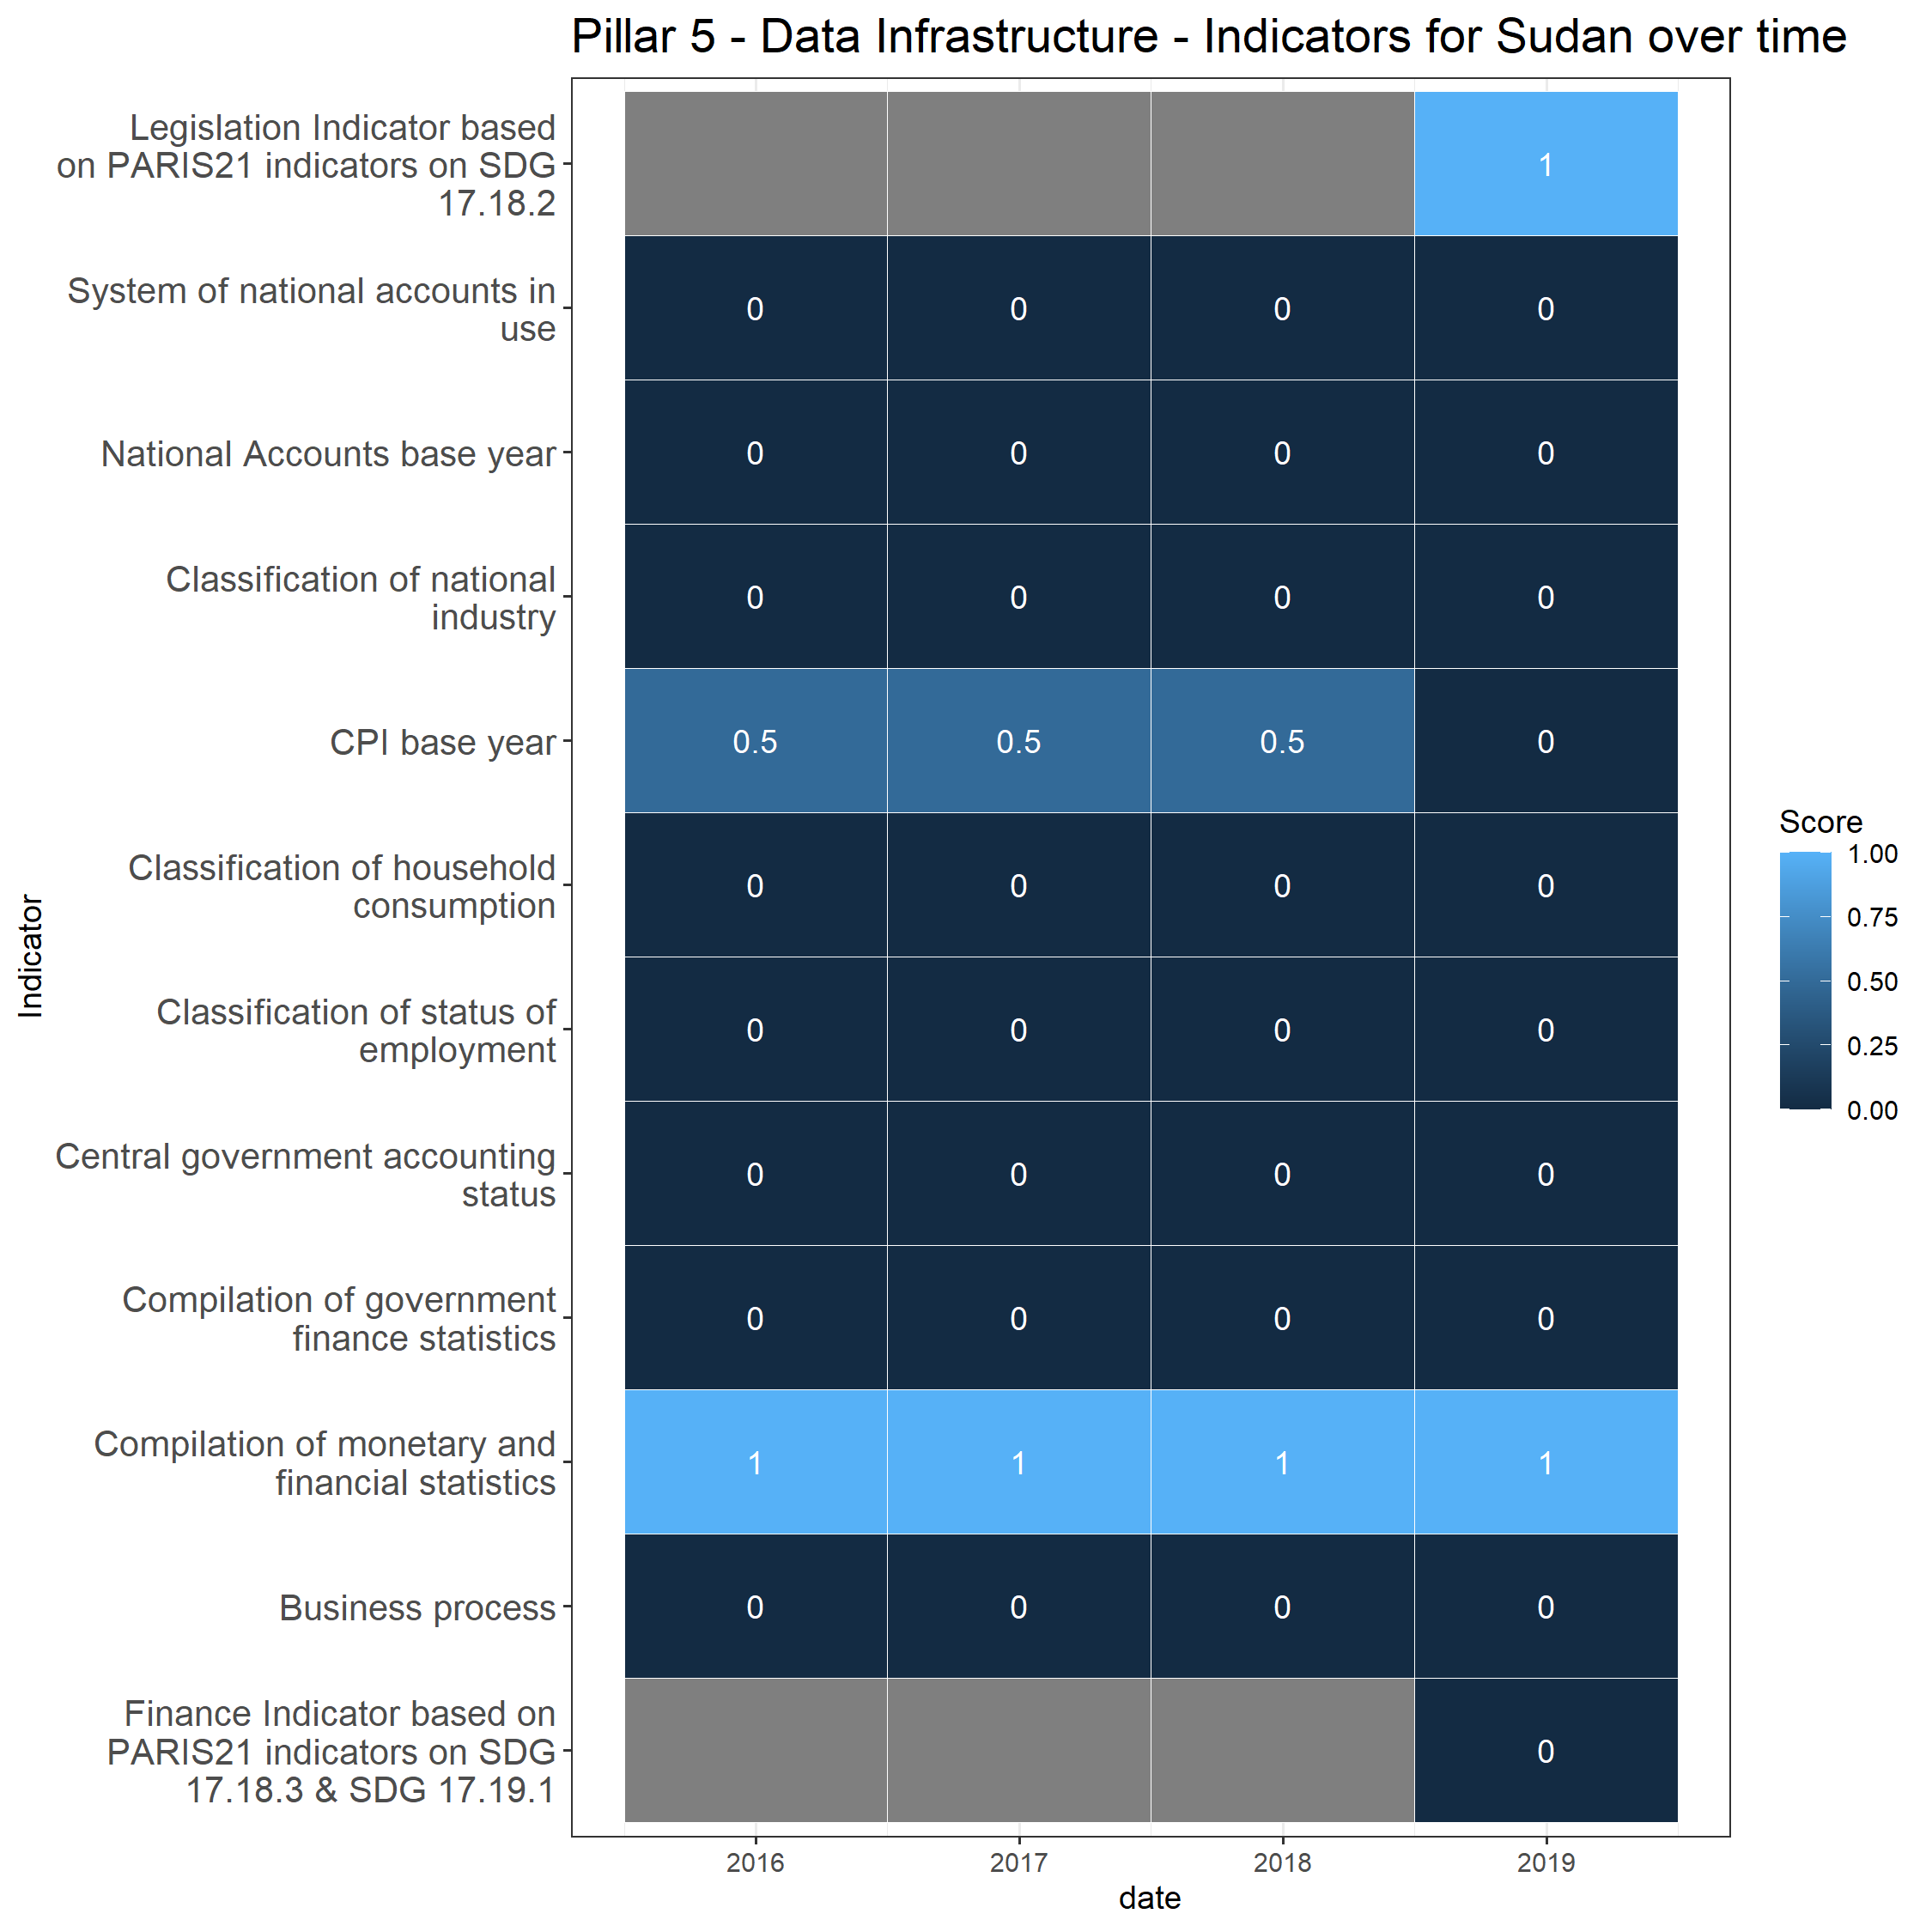 Pillar 5 - Data Infrastructure - Indicators for Sudan over time
Legislation Indicator based
on PARIS21 indicators on SDG
17.18.2
1
System of national accounts in
use
0 0 0 0
National Accounts base year
0 0 0 0
Classification of national
industry
0 0 0 0
CPI base year
0.5 0.5 0.5 0
Classification of household
consumption
0 0 0 0
Classification of status of
employment
0 0 0 0
Central government accounting
status
0 0 0 0
Compilation of government
finance statistics
0 0 0 0
Compilation of monetary and
financial statistics
1 1 1 1
Business process
0 0 0 0
Finance Indicator based on
PARIS21 indicators on SDG
17.18.3 & SDG 17.19.1
0
2016 2017 2018 2019
date
Indicator
Score
1.00
0.75
0.50
0.25
0.00